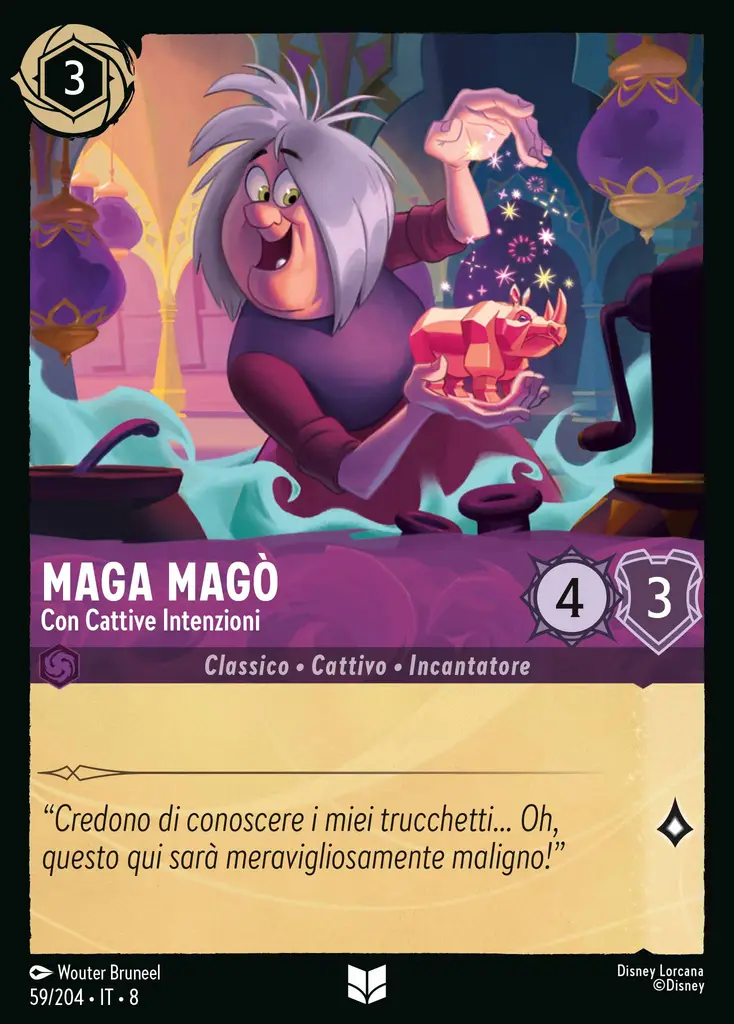 3
MAGA MAGÒ
Con Cattive Intenzioni
4
3
Classico • Cattivo • Incantatore
“Credono di conoscere i miei trucchetti... Oh,
questo qui sarà meravigliosamente maligno!”
Wouter Bruneel
59/204 • IT • 8
Disney Lorcana
©Disney